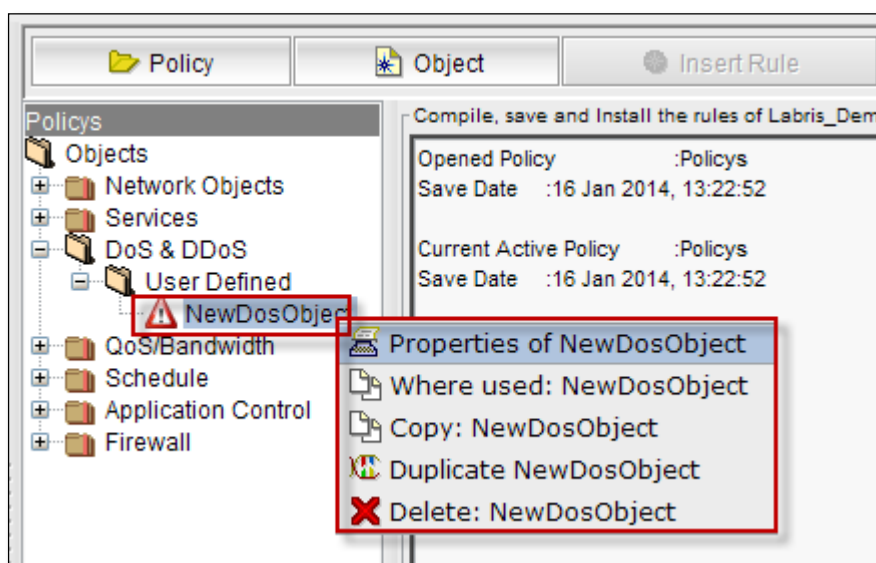 Policy
Object
Insert Rule
Policys
Objects
Network Objects
Services
DoS & DDoS
User Defined
NewDosObject
QoS/Bandwidth
Schedule
Application Control
Firewall
Compile, save and Install the rules of Labris_Dem
Opened Policy :Policys
Save Date :16 Jan 2014, 13:22:52
Current Active Policy :Policys
Save Date :16 Jan 2014, 13:22:52
Properties of NewDosObject
Where used: NewDosObject
Copy: NewDosObject
Duplicate NewDosObject
Delete: NewDosObject